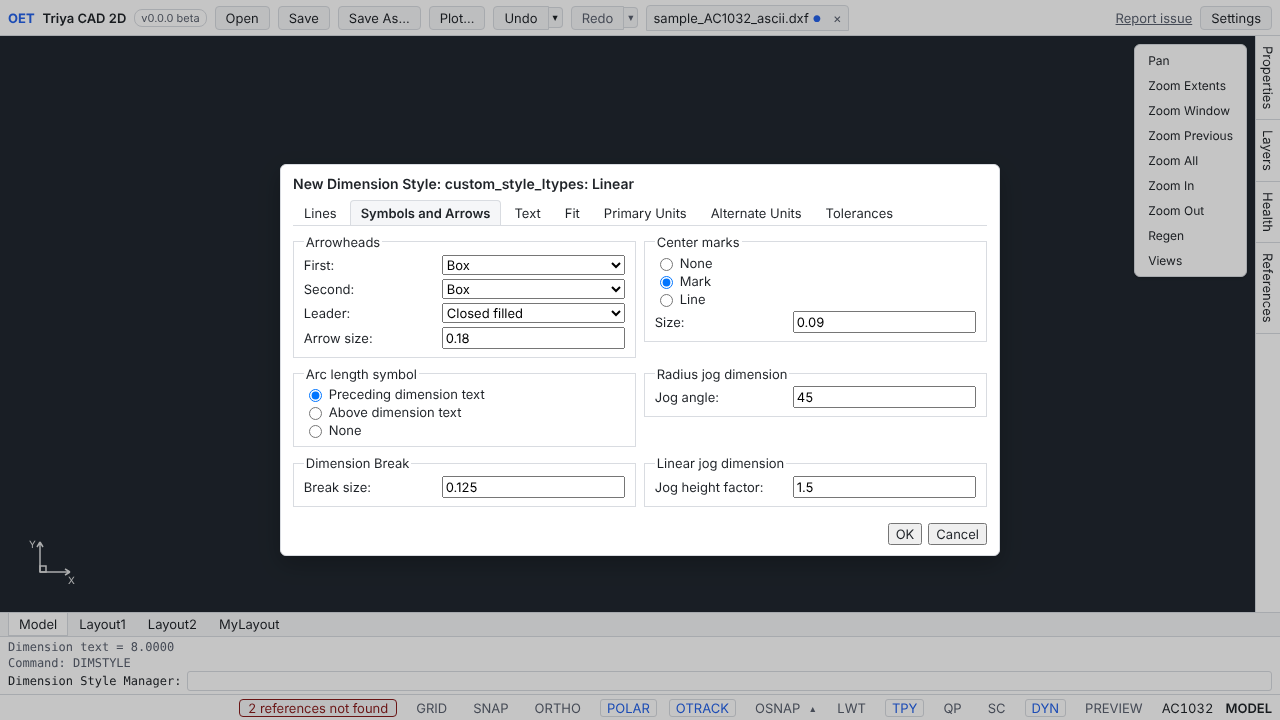 OET Triya CAD 2D v0.0.0 beta Open Save Save As... Plot... Undo ▾ Redo ▾ sample_AC1032_ascii.dxf ● × Report issue Settings
Pan
Zoom Extents
Zoom Window
Zoom Previous
Zoom All
Zoom In
Zoom Out
Regen
Views
Properties
Layers
Health
References
New Dimension Style: custom_style_ltypes: Linear
Lines Symbols and Arrows Text Fit Primary Units Alternate Units Tolerances
Arrowheads
First: Box
Second: Box
Leader: Closed filled
Arrow size: 0.18
Center marks
None
Mark
Line
Size: 0.09
Arc length symbol
Preceding dimension text
Above dimension text
None
Radius jog dimension
Jog angle: 45
Dimension Break
Break size: 0.125
Linear jog dimension
Jog height factor: 1.5
OK Cancel
Y
X
Model Layout1 Layout2 MyLayout
Dimension text = 8.0000
Command: DIMSTYLE
Dimension Style Manager:
2 references not found GRID SNAP ORTHO POLAR OTRACK OSNAP ▴ LWT TPY QP SC DYN PREVIEW AC1032 MODEL